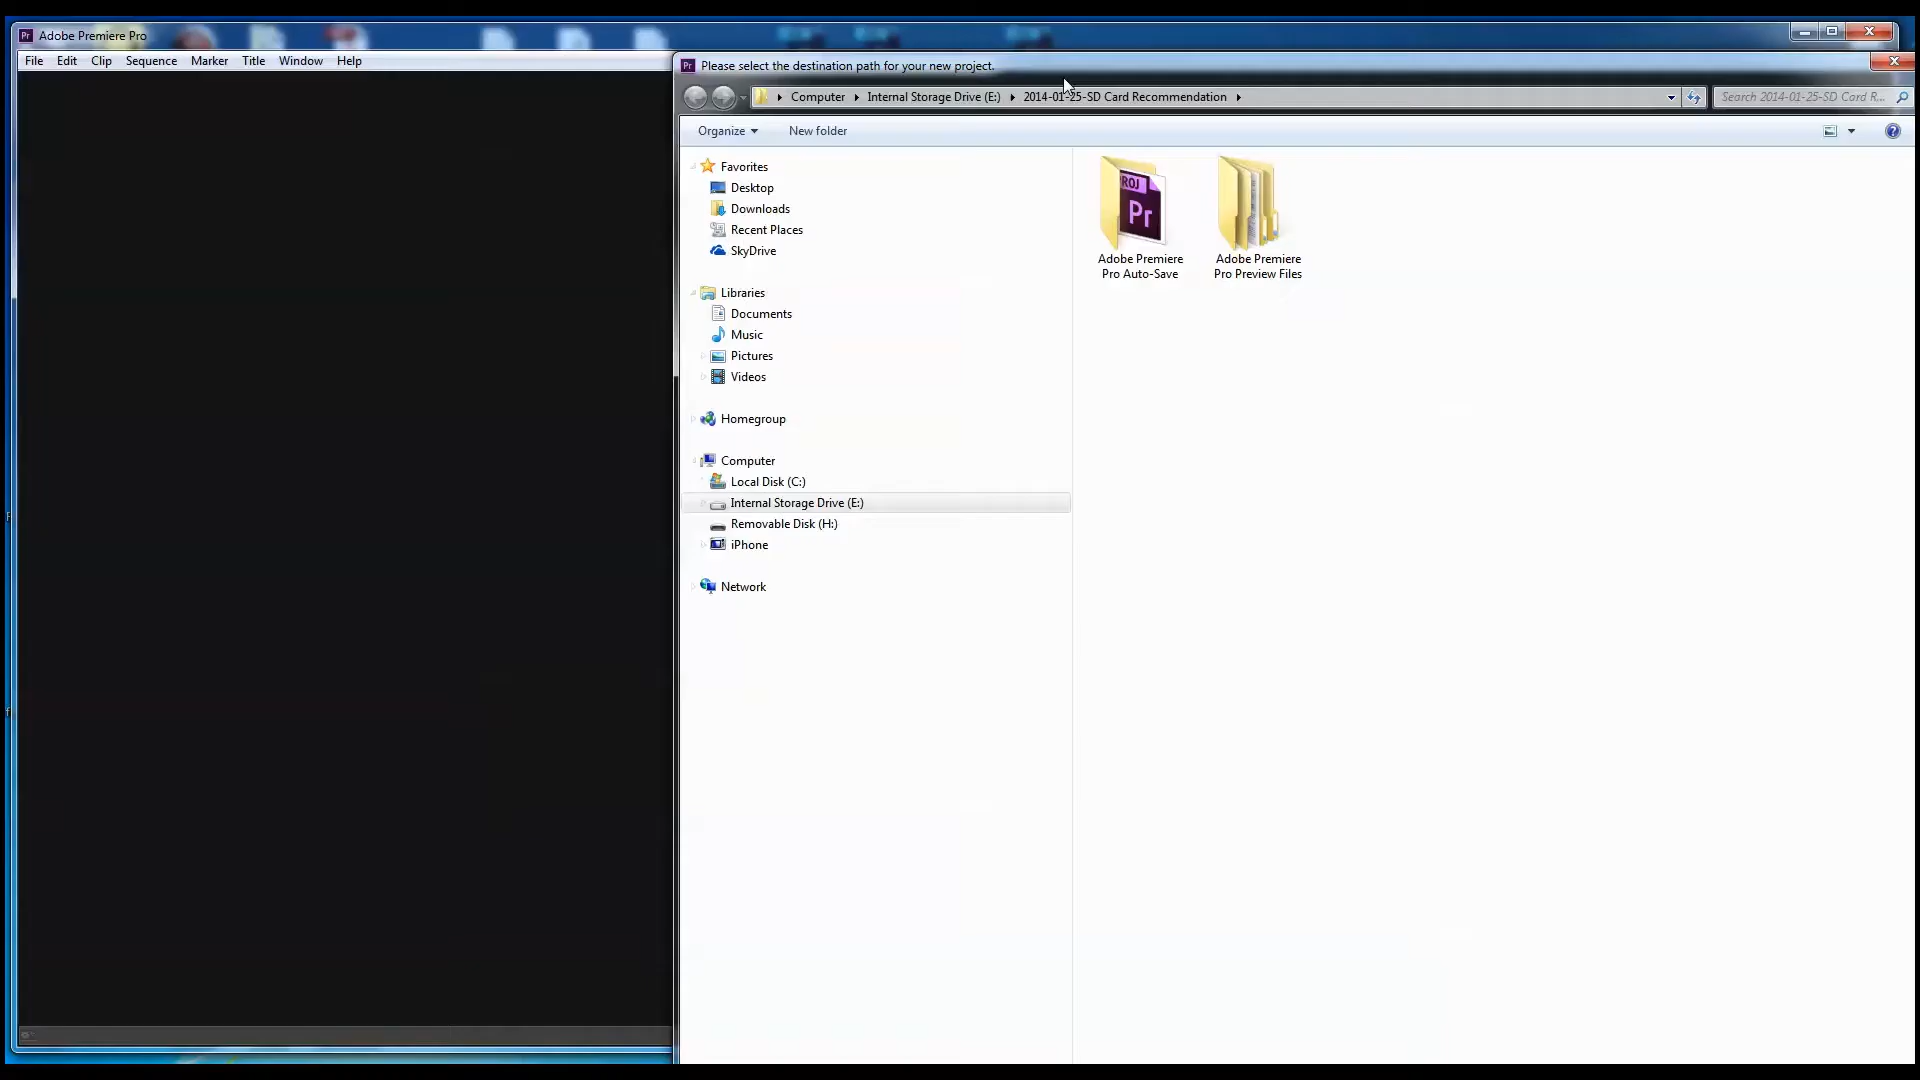 Adobe Premiere Pro
File Edit Clip Sequence Marker Title Window Help
Please select the destination path for your new project.
Computer Internal Storage Drive (E:) 2014-01-25-SD Card Recommendation
Search 2014-01-25-SD Card R...
Organize New folder
Favorites
Desktop
Downloads
Recent Places
SkyDrive
Libraries
Documents
Music
Pictures
Videos
Homegroup
Computer
Local Disk (C:)
Internal Storage Drive (E:)
Removable Disk (H:)
iPhone
Network
ROJ
Pr
Adobe Premiere
Pro Auto-Save
Adobe Premiere
Pro Preview Files